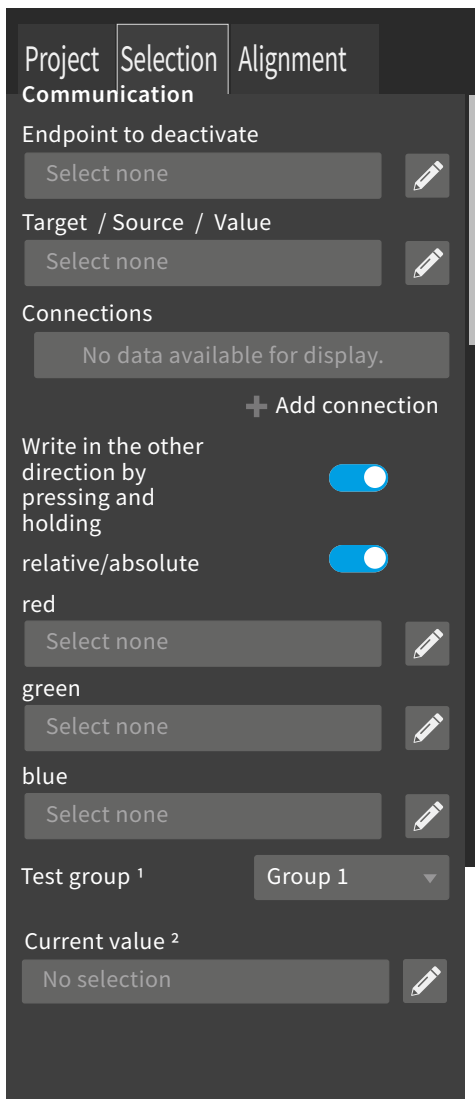 Project Selection Alignment
Communication
Endpoint to deactivate
Select none
Target / Source / Value
Select none
Connections
No data available for display.
Add connection
Write in the other
direction by
pressing and
holding
relative/absolute
red
Select none
green
Select none
blue
Select none
Test group ¹ Group 1
Current value ²
No selection